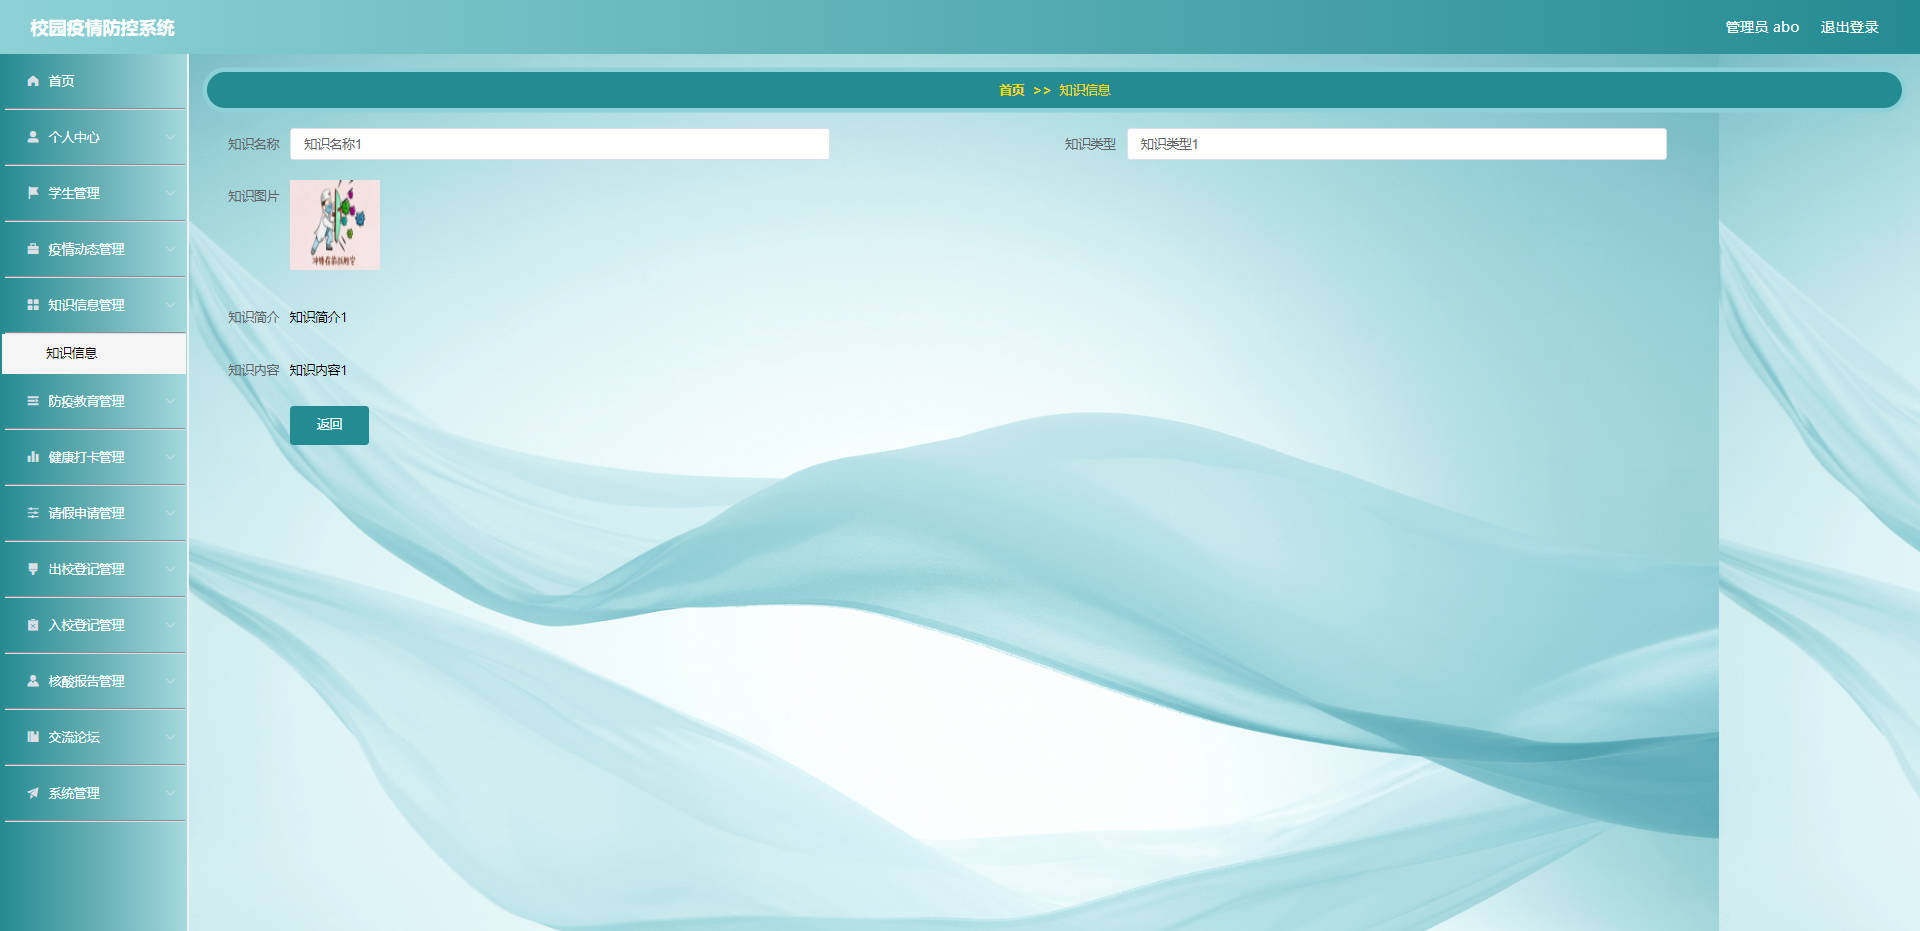 校园疫情防控系统
管理员 abo 退出登录
首页
个人中心
学生管理
疫情动态管理
知识信息管理
知识信息
防疫教育管理
健康打卡管理
请假申请管理
出校登记管理
入校登记管理
核酸报告管理
交流论坛
系统管理
首页 >> 知识信息
知识名称 知识名称1 知识类型 知识类型1
知识图片
知识简介 知识简介1
知识内容 知识内容1
返回